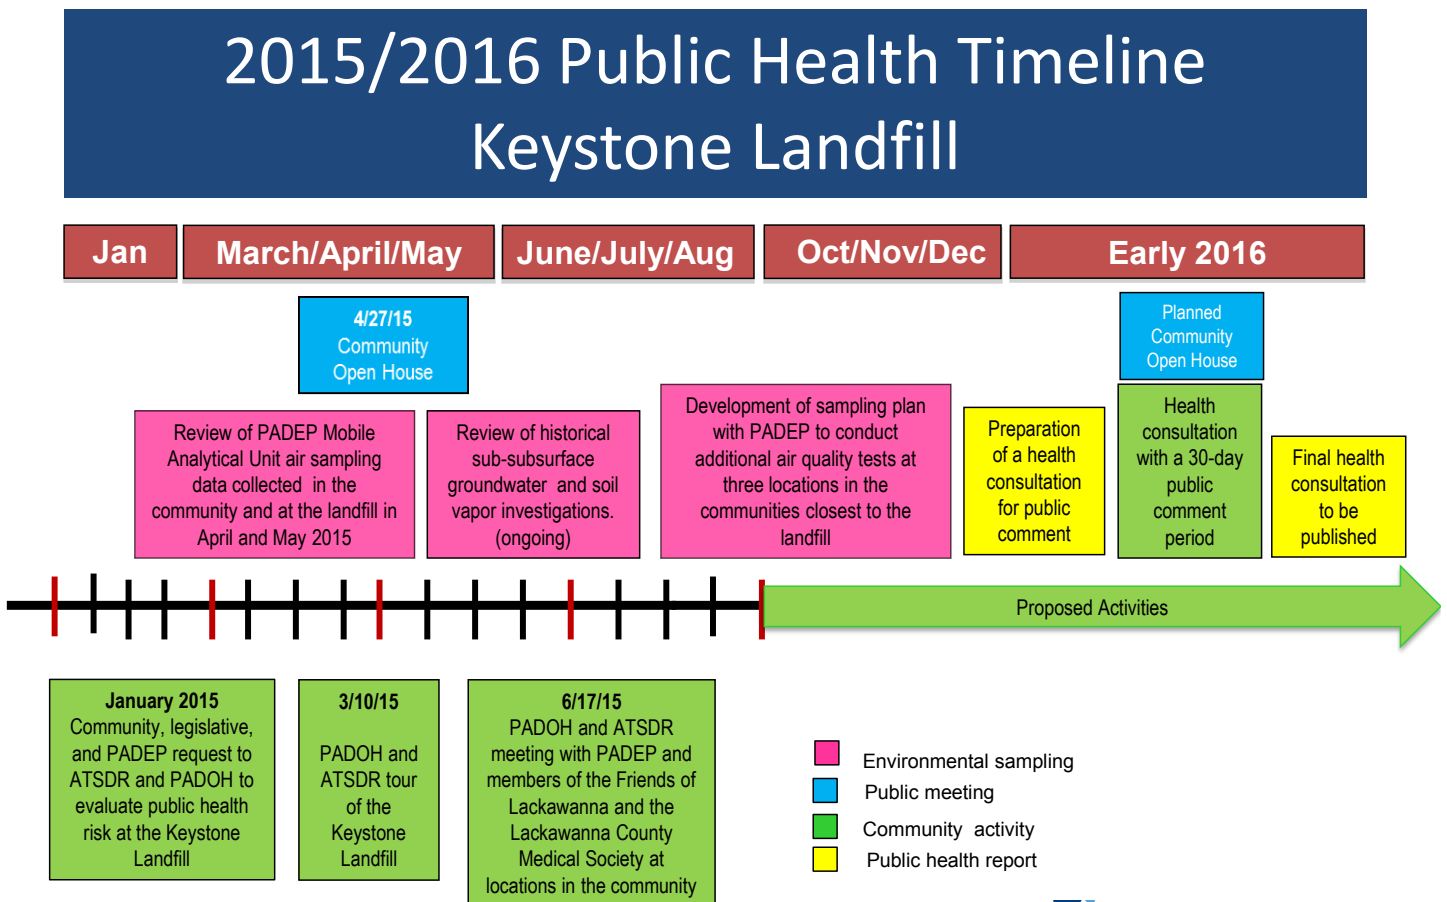 2015/2016 Public Health Timeline
Keystone Landfill
Jan
March/April/May
June/July/Aug
Oct/Nov/Dec
Early 2016
4/27/15
Community
Open House
Planned
Community
Open House
Review of PADEP Mobile
Analytical Unit air sampling
data collected in the
community and at the landfill in
April and May 2015
Review of historical
sub-subsurface
groundwater and soil
vapor investigations.
(ongoing)
Development of sampling plan
with PADEP to conduct
additional air quality tests at
three locations in the
communities closest to the
landfill
Preparation
of a health
consultation
for public
comment
Health
consultation
with a 30-day
public
comment
period
Final health
consultation
to be
published
Proposed Activities
January 2015
Community, legislative,
and PADEP request to
ATSDR and PADOH to
evaluate public health
risk at the Keystone
Landfill
3/10/15
PADOH and
ATSDR tour
of the
Keystone
Landfill
6/17/15
PADOH and ATSDR
meeting with PADEP and
members of the Friends of
Lackawanna and the
Lackawanna County
Medical Society at
locations in the community
Environmental sampling
Public meeting
Community activity
Public health report